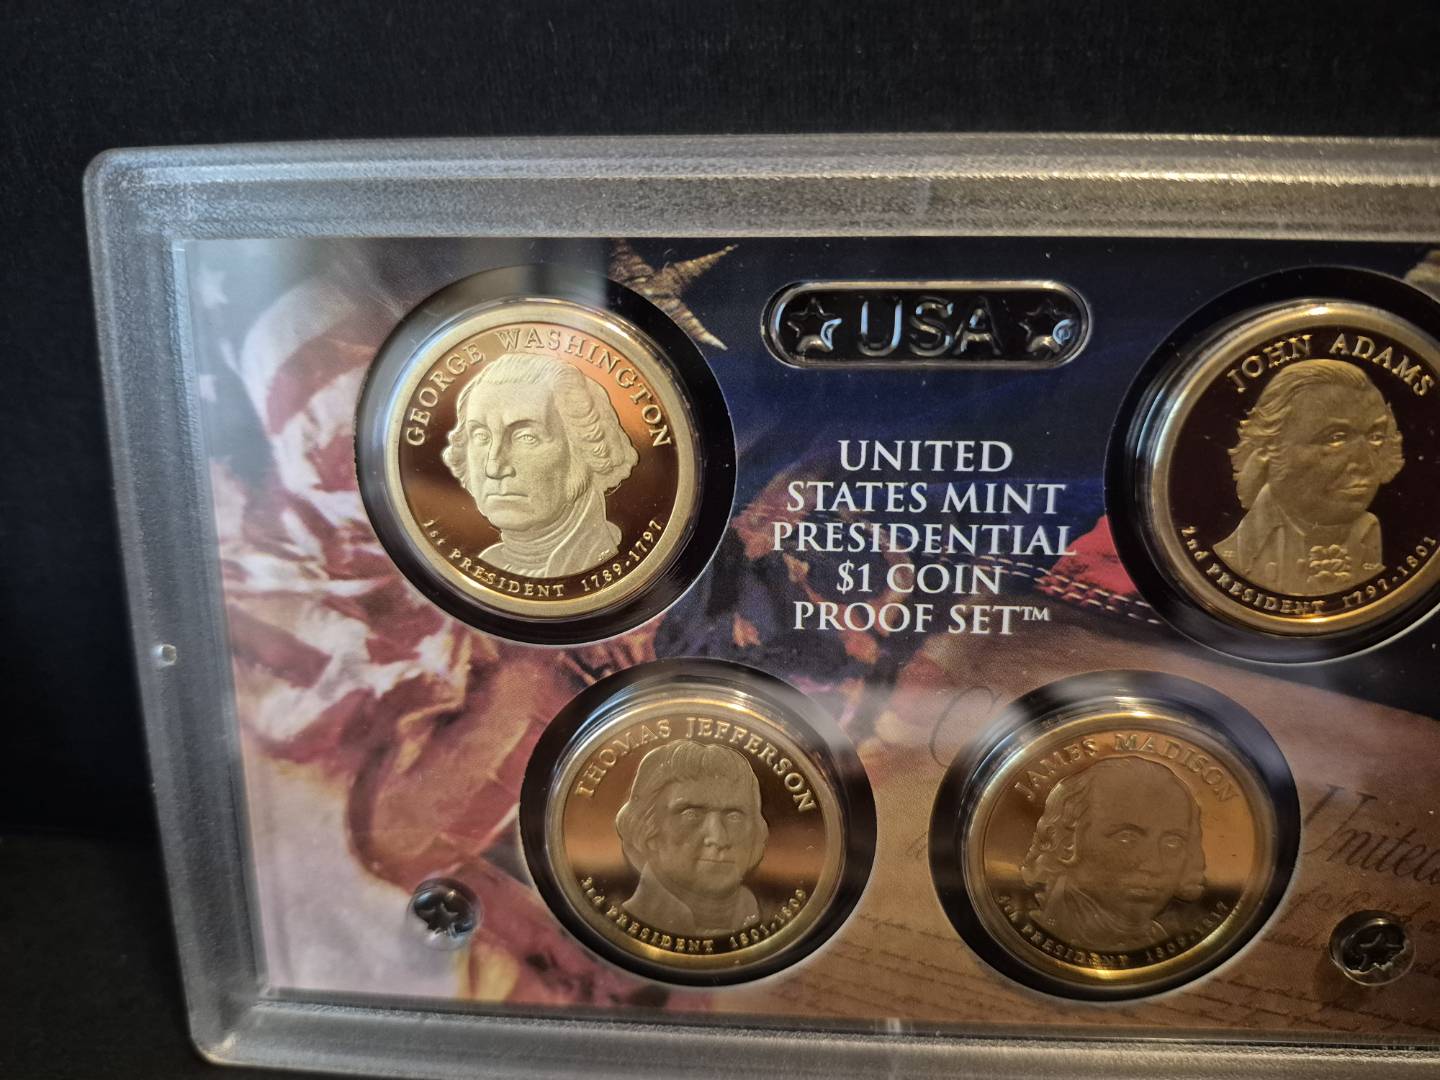 USA
GEORGE WASHINGTON
1st PRESIDENT 1789-1797
UNITED
STATES MINT
PRESIDENTIAL
$1 COIN
PROOF SET™
JOHN ADAMS
2nd PRESIDENT 1797-1801
THOMAS JEFFERSON
3rd PRESIDENT 1801-1809
JAMES MADISON
4th PRESIDENT 1809-1817
United